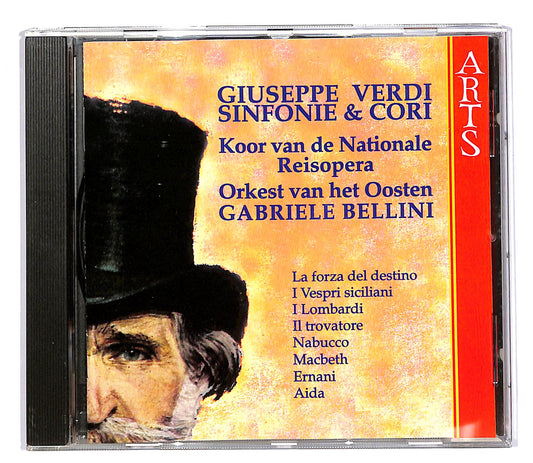 GIUSEPPE VERDI
SINFONIE & CORI
Koor van de Nationale
Reisopera
Orkest van het Oosten
GABRIELE BELLINI
La forza del destino
I Vespri siciliani
I Lombardi
Il trovatore
Nabucco
Macbeth
Ernani
Aida
ARTS